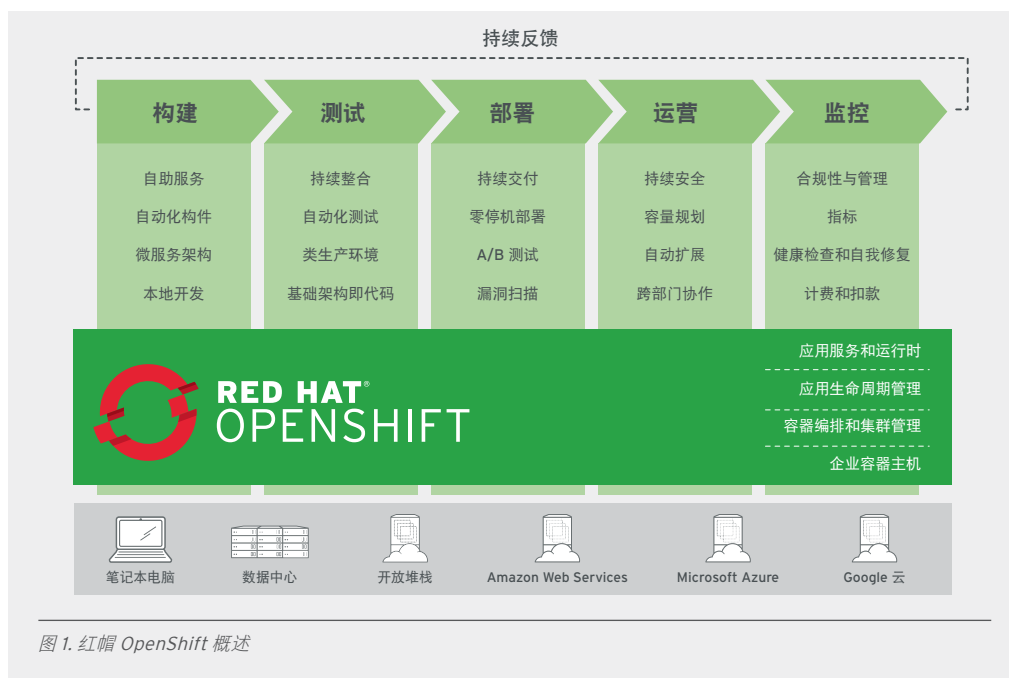 持续反馈
构建
测试
部署
运营
监控
自助服务
自动化构件
微服务架构
本地开发
持续整合
自动化测试
类生产环境
基础架构即代码
持续交付
零停机部署
A/B 测试
漏洞扫描
持续安全
容量规划
自动扩展
跨部门协作
合规性与管理
指标
健康检查和自我修复
计费和扣款
RED HAT®
OPENSHIFT
应用服务和运行时
应用生命周期管理
容器编排和集群管理
企业容器主机
笔记本电脑
数据中心
开放堆栈
Amazon Web Services
Microsoft Azure
Google 云
图 1. 红帽 OpenShift 概述